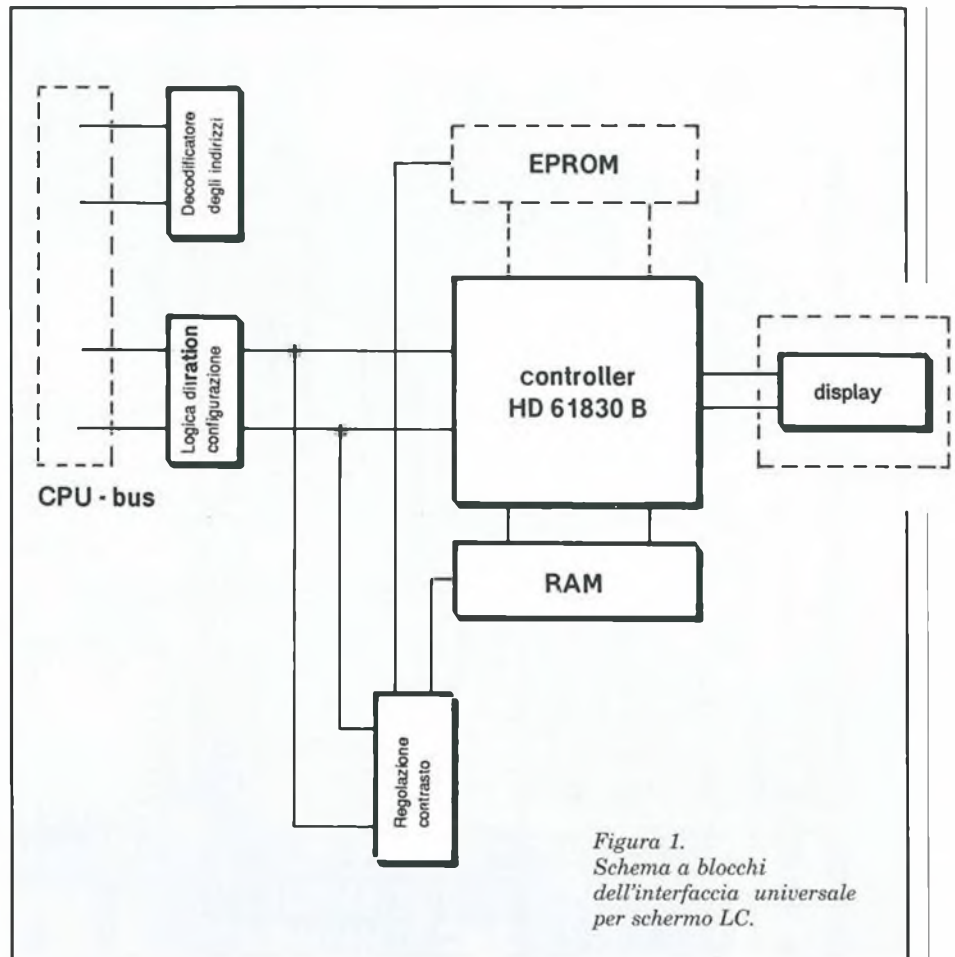 Decodificatore
degli indirizzi
EPROM
Logica diiration
configurazione
controller
HD 61830 B
display
CPU - bus
RAM
Regolazione
contrasto
Figura 1.
Schema a blocchi
dell'interfaccia universale
per schermo LC.